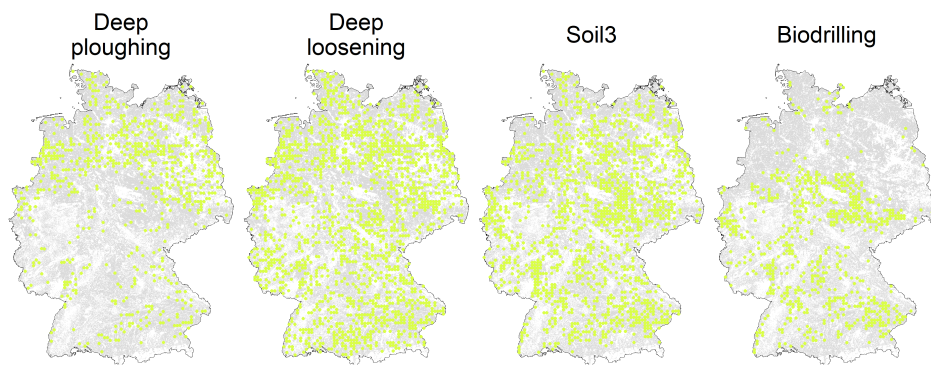 Deep
ploughing
Deep
loosening
Soil3
Biodrilling